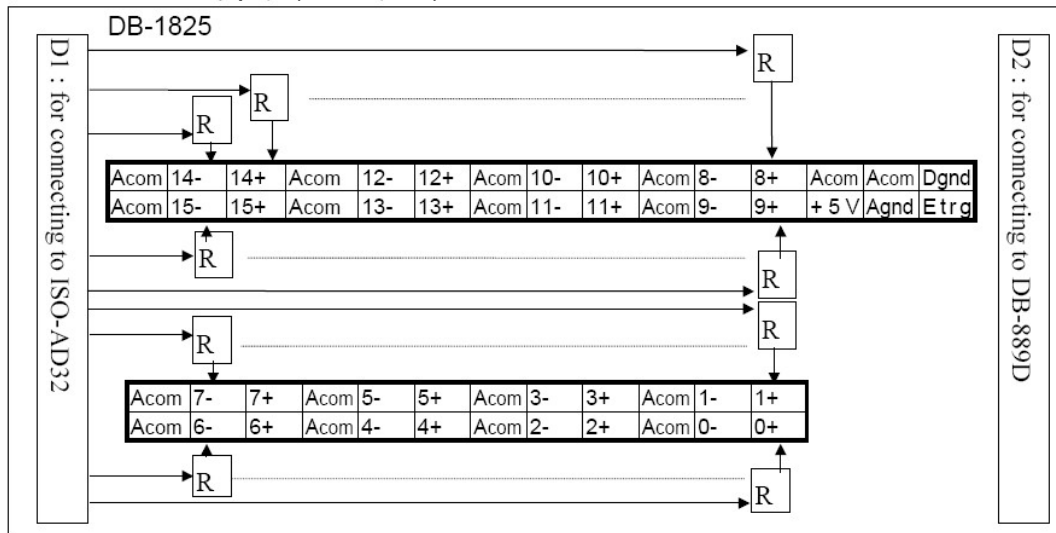 DB-1825
D1 : for connecting to ISO-AD32
D2 : for connecting to DB-889D
R
R
R
Acom 14- 14+ Acom 12- 12+ Acom 10- 10+ Acom 8- 8+ Acom Acom Dgnd
Acom 15- 15+ Acom 13- 13+ Acom 11- 11+ Acom 9- 9+ + 5 V Agnd Etrg
R
R
R
R
Acom 7- 7+ Acom 5- 5+ Acom 3- 3+ Acom 1- 1+
Acom 6- 6+ Acom 4- 4+ Acom 2- 2+ Acom 0- 0+
R
R